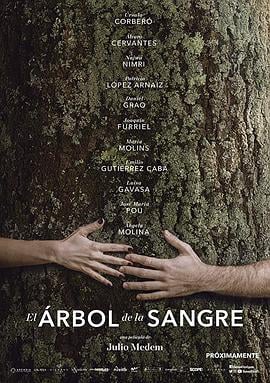 Úrsula
CORBERÓ
Álvaro
CERVANTES
Najwa
NIMRI
Patricia
LÓPEZ ARNAIZ
Daniel
GRAO
Joaquín
FURRIEL
Maria
MOLINS
Emilio
GUTIÉRREZ CABA
Luisa
GAVASA
José María
POU
Ángela
MOLINA
El ÁRBOL de la SANGRE
una película de
Julio Medem
PRÓXIMAMENTE